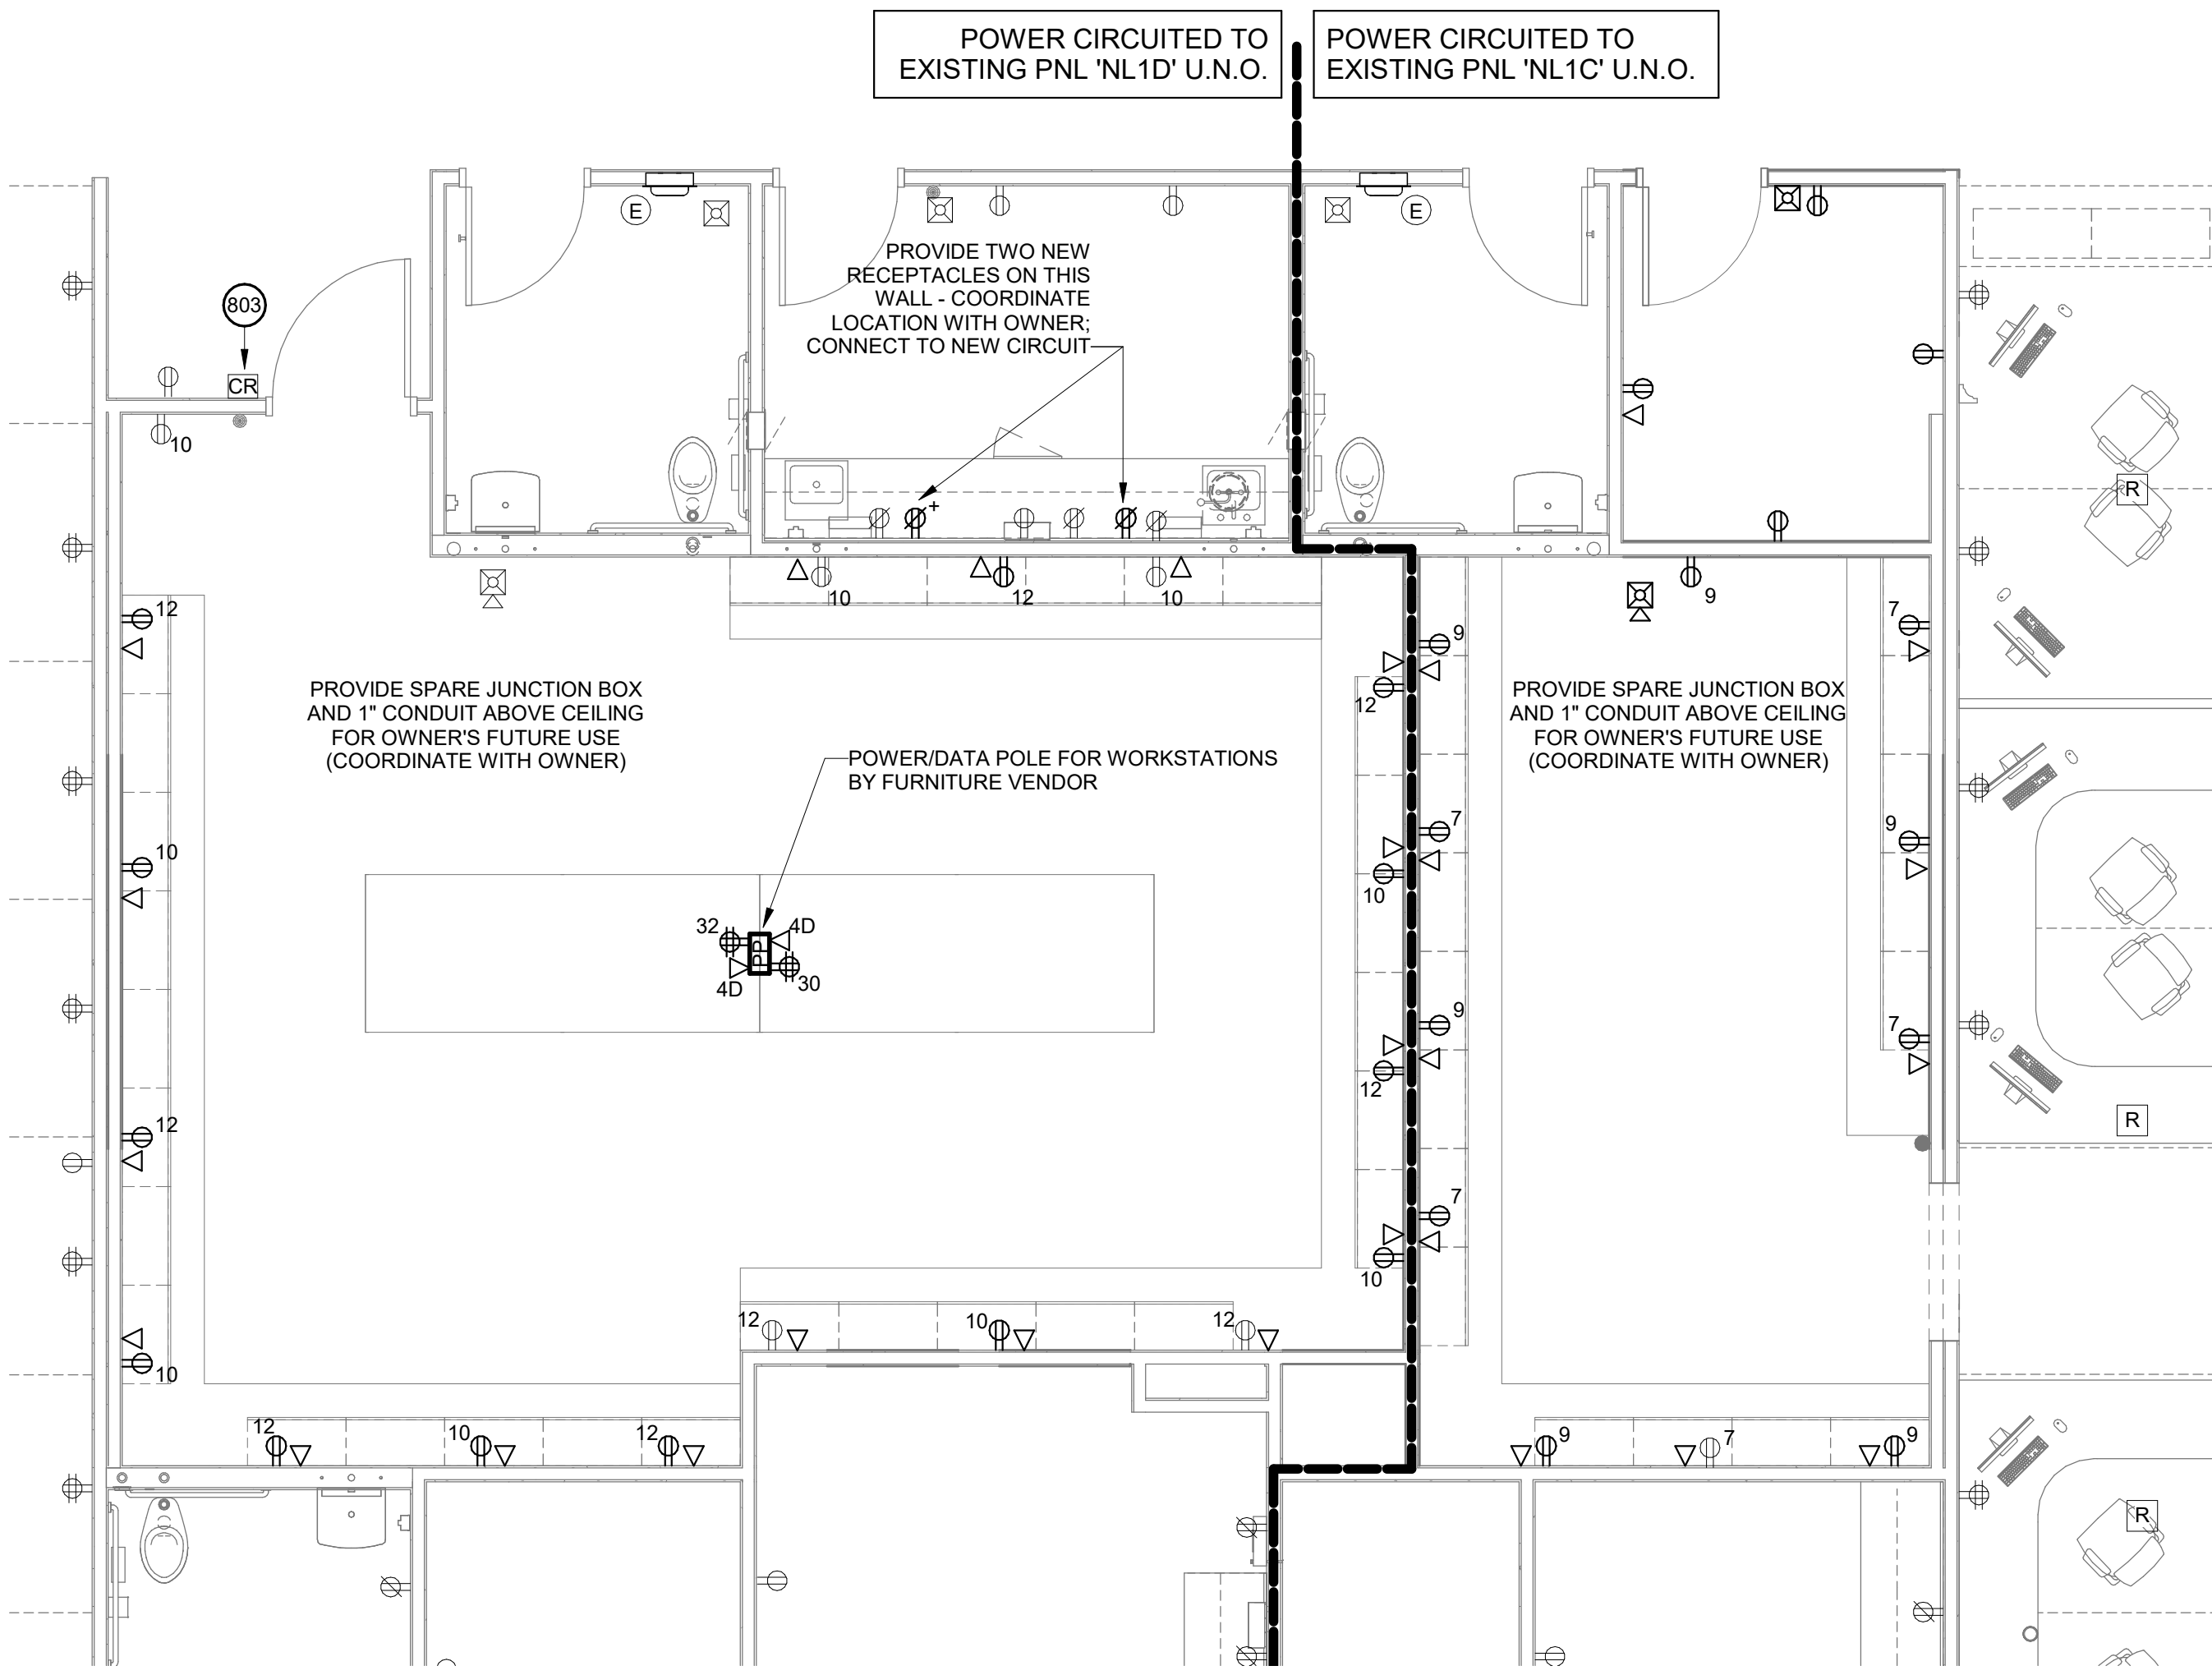 POWER CIRCUITED TO
EXISTING PNL 'NL1D' U.N.O.
POWER CIRCUITED TO
EXISTING PNL 'NL1C' U.N.O.
E
E
PROVIDE TWO NEW
RECEPTACLES ON THIS
WALL - COORDINATE
LOCATION WITH OWNER;
CONNECT TO NEW CIRCUIT
803
CR
10
R
+
10
12
10
9
12
7
9
PROVIDE SPARE JUNCTION BOX
AND 1" CONDUIT ABOVE CEILING
FOR OWNER'S FUTURE USE
(COORDINATE WITH OWNER)
12
PROVIDE SPARE JUNCTION BOX
AND 1" CONDUIT ABOVE CEILING
FOR OWNER'S FUTURE USE
(COORDINATE WITH OWNER)
POWER/DATA POLE FOR WORKSTATIONS
BY FURNITURE VENDOR
7
9
10
10
32
4D
PP
4D
30
9
7
12
12
R
7
10
12
10
12
10
12
10
12
9
7
9
R